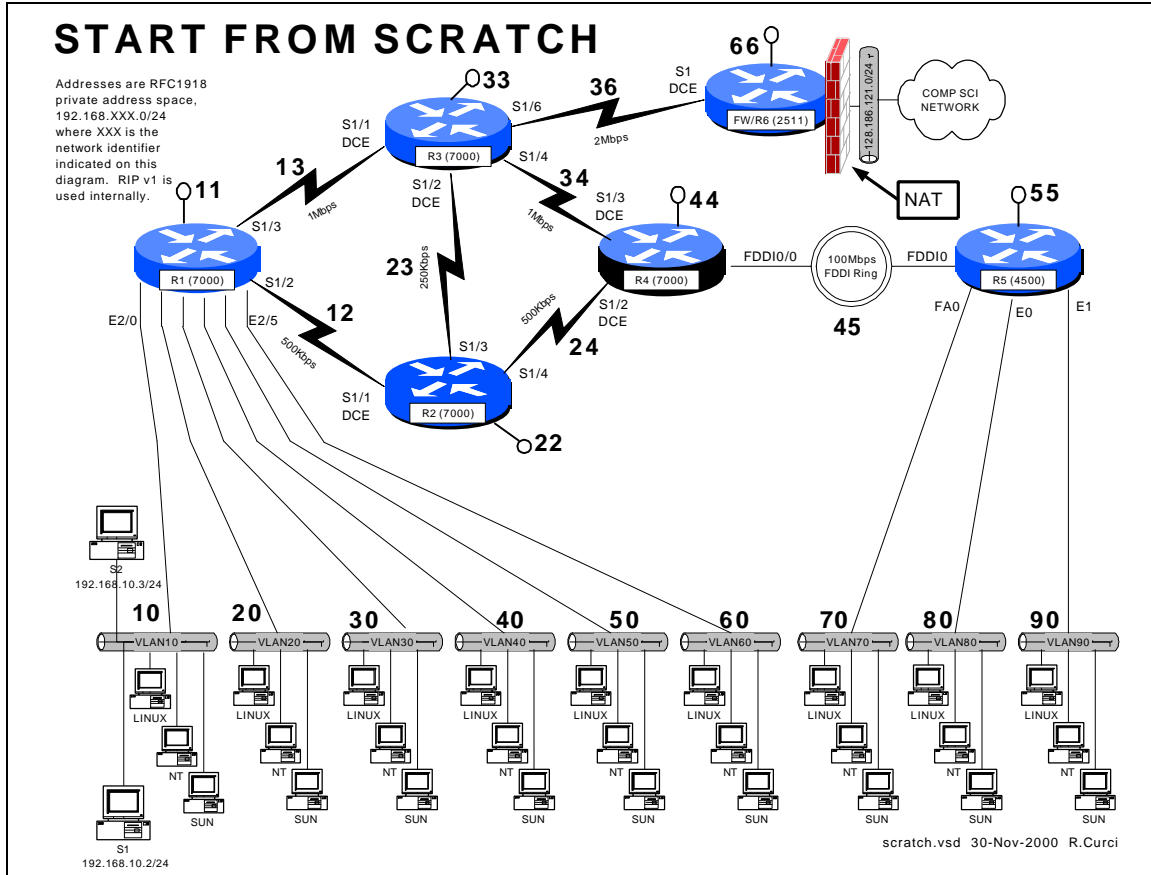 START FROM SCRATCH
Addresses are RFC1918
private address space,
192.168.XXX.0/24
where XXX is the
network identifier
indicated on this
diagram. RIP v1 is
used internally.
66
S1
DCE
FW/R6 (2511)
128.186.121.0/24
COMP SCI
NETWORK
NAT
33
36
2Mbps
S1/6
S1/1
DCE
R3 (7000)
S1/4
S1/2
DCE
13
1Mbps
34
1Mbps
11
S1/3
R1 (7000)
S1/2
E2/0
E2/5
23
250Kbps
44
S1/3
DCE
R4 (7000)
FDDI0/0
S1/2
DCE
100Mbps
FDDI Ring
45
55
FDDI0
R5 (4500)
FA0
E0
E1
12
500Kbps
500Kbps
24
S1/3
S1/4
S1/1
DCE
R2 (7000)
22
S2
192.168.10.3/24
10
20
30
40
50
60
70
80
90
VLAN10
VLAN20
VLAN30
VLAN40
VLAN50
VLAN60
VLAN70
VLAN80
VLAN90
LINUX
LINUX
LINUX
LINUX
LINUX
LINUX
LINUX
LINUX
LINUX
NT
NT
NT
NT
NT
NT
NT
NT
NT
SUN
SUN
SUN
SUN
SUN
SUN
SUN
SUN
SUN
S1
192.168.10.2/24
scratch.vsd 30-Nov-2000 R.Curci